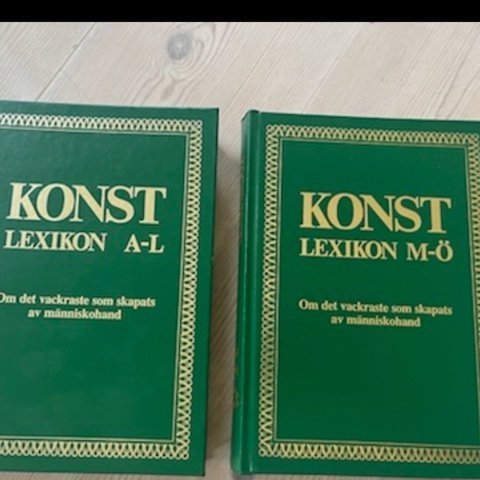 KONST
LEXIKON A-L
Om det vackraste som skapats
av människohand
KONST
LEXIKON M-Ö
Om det vackraste som skapats
av människohand